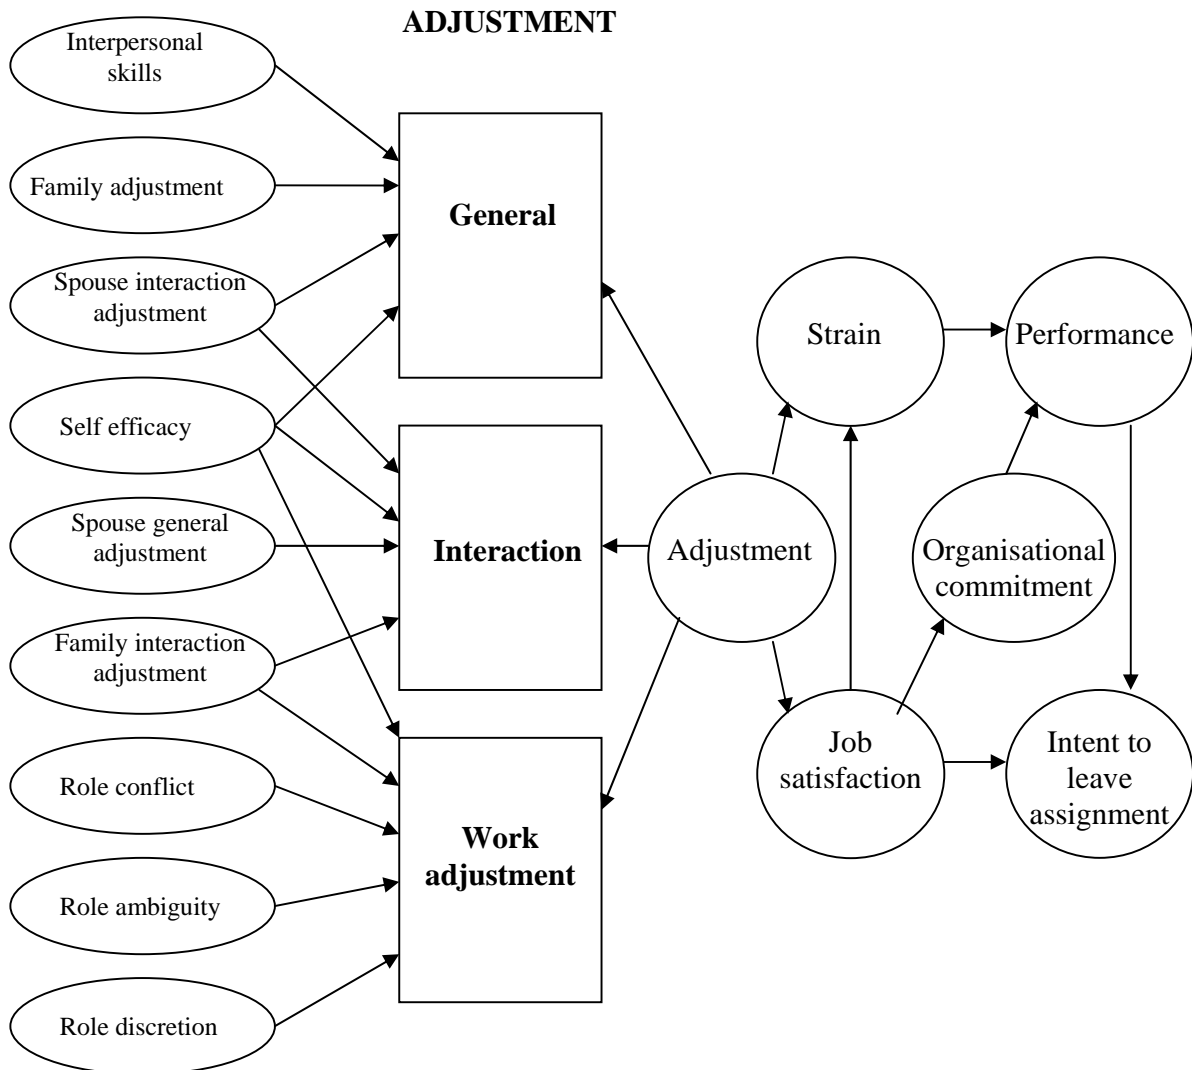 ADJUSTMENT
Interpersonal
skills
Family adjustment
Spouse interaction
adjustment
Self efficacy
Spouse general
adjustment
Family interaction
adjustment
Role conflict
Role ambiguity
Role discretion
General
Interaction
Work
adjustment
Adjustment
Strain
Performance
Organisational
commitment
Job
satisfaction
Intent to
leave
assignment